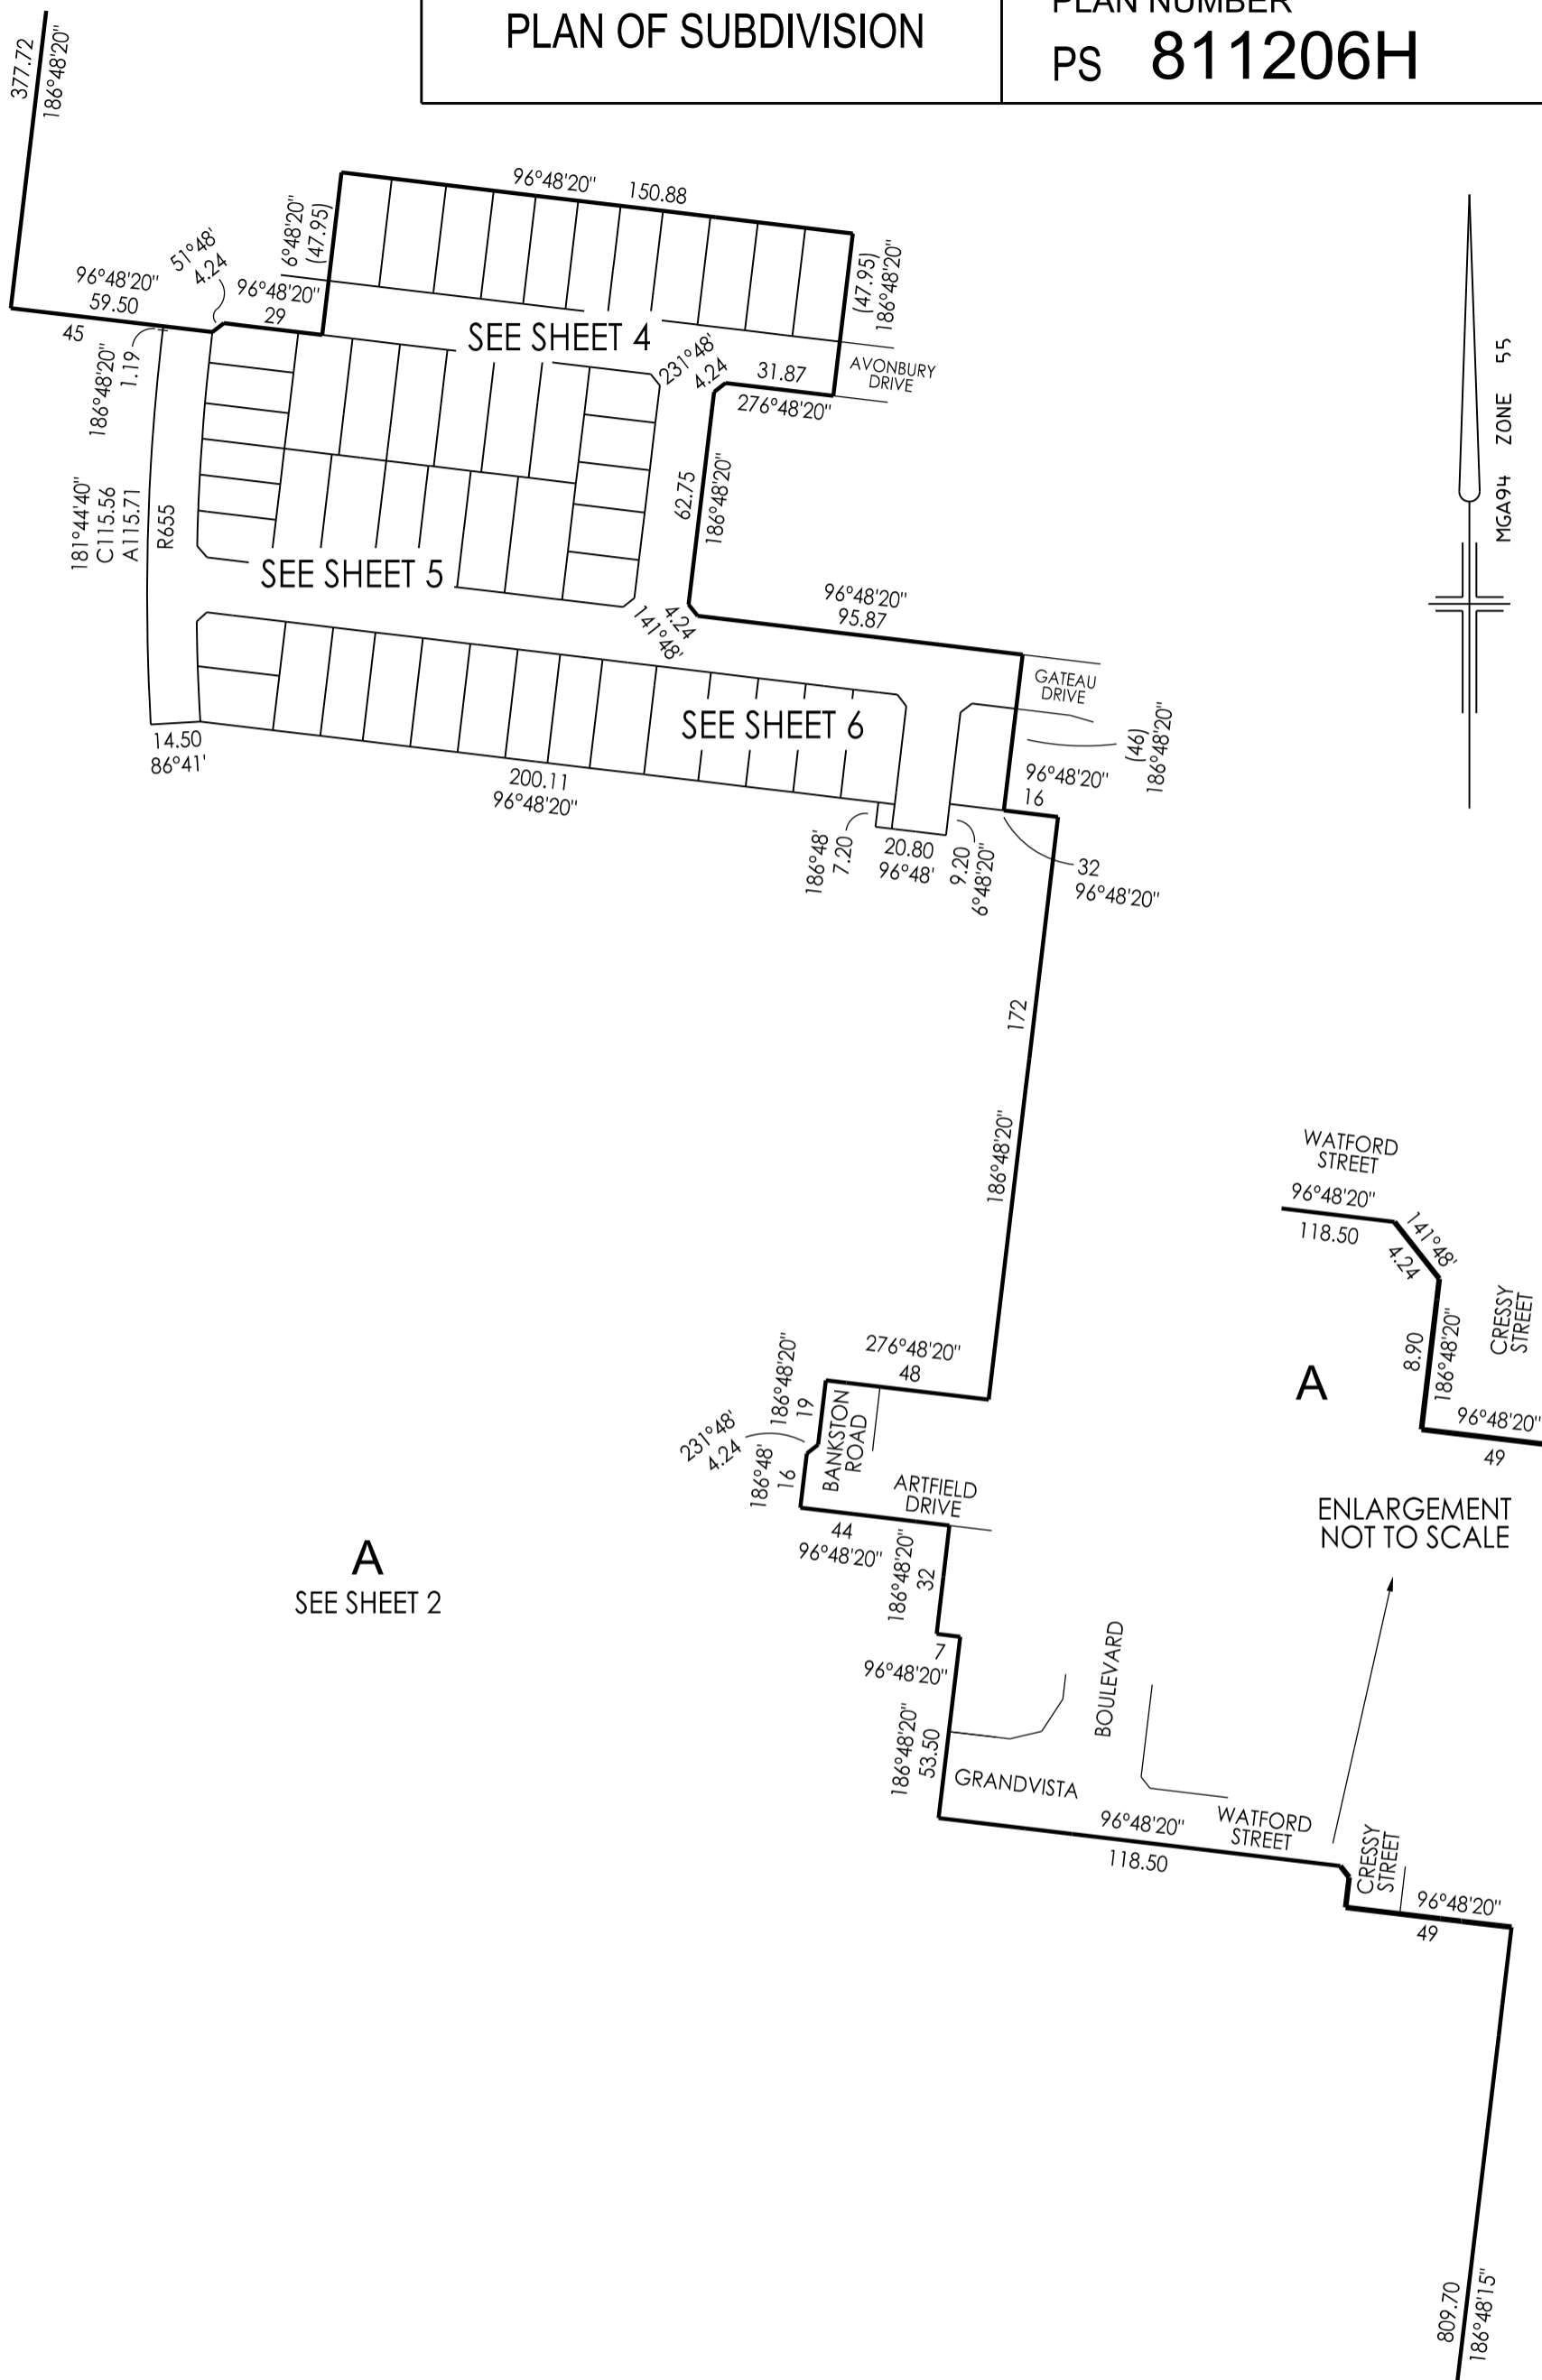 PLAN OF SUBDIVISION
PLAN NUMBER
PS 811206H
377.72
186°48'20"
96°48'20"
150.88
6°48'20"
(47.95)
51°48'
4.24
96°48'20"
59.50
45
96°48'20"
29
(47.95)
186°48'20"
SEE SHEET 4
231°48'
4.24
31.87
276°48'20"
AVONBURY
DRIVE
MGA94 ZONE 55
186°48'20"
1.19
181°44'40"
C115.56
A115.71
R655
62.75
186°48'20"
SEE SHEET 5
4.24
141°48'
96°48'20"
95.87
GATEAU
DRIVE
SEE SHEET 6
(46)
186°48'20"
14.50
86°41'
200.11
96°48'20"
96°48'20"
16
186°48'
7.20
20.80
96°48'
9.20
6°48'20"
32
96°48'20"
172
186°48'20"
WATFORD
STREET
96°48'20"
118.50
141°48'
4.24
CRESSY
STREET
8.90
186°48'20"
A
96°48'20"
49
ENLARGEMENT
NOT TO SCALE
276°48'20"
48
186°48'20"
19
231°48'
4.24
186°48'
16
BANKSTON
ROAD
ARTFIELD
DRIVE
44
96°48'20"
186°48'20"
32
A
SEE SHEET 2
7
96°48'20"
186°48'20"
53.50
BOULEVARD
GRANDVISTA
96°48'20"
118.50
WATFORD
STREET
CRESSY
STREET
96°48'20"
49
809.70
186°48'15"